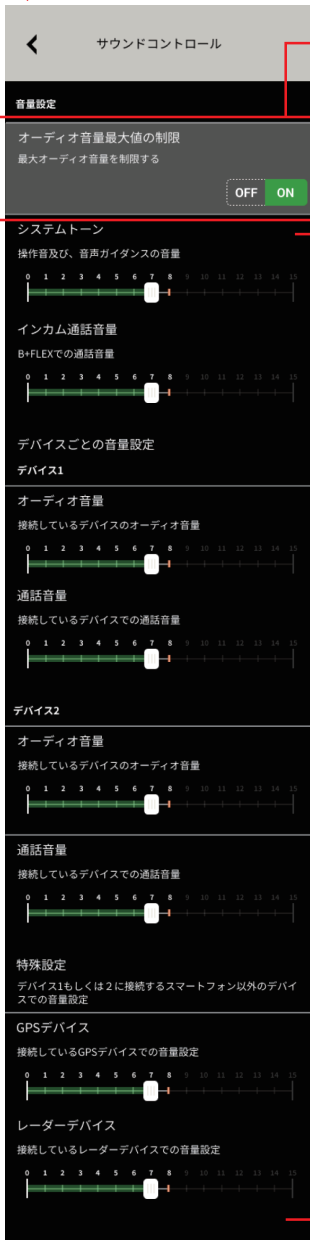 サウンドコントロール
音量設定
オーディオ音量最大値の制限
最大オーディオ音量を制限する
OFF ON
システムトーン
操作音及び、音声ガイダンスの音量
0 1 2 3 4 5 6 7 8 9 10 11 12 13 14 15
インカム通話音量
B+FLEXでの通話音量
0 1 2 3 4 5 6 7 8 9 10 11 12 13 14 15
デバイスごとの音量設定
デバイス1
オーディオ音量
接続しているデバイスのオーディオ音量
0 1 2 3 4 5 6 7 8 9 10 11 12 13 14 15
通話音量
接続しているデバイスでの通話音量
0 1 2 3 4 5 6 7 8 9 10 11 12 13 14 15
デバイス2
オーディオ音量
接続しているデバイスのオーディオ音量
0 1 2 3 4 5 6 7 8 9 10 11 12 13 14 15
通話音量
接続しているデバイスでの通話音量
0 1 2 3 4 5 6 7 8 9 10 11 12 13 14 15
特殊設定
デバイス1もしくは２に接続するスマートフォン以外のデバイ
スでの音量設定
GPSデバイス
接続しているGPSデバイスでの音量設定
0 1 2 3 4 5 6 7 8 9 10 11 12 13 14 15
レーダーデバイス
接続しているレーダーデバイスでの音量設定
0 1 2 3 4 5 6 7 8 9 10 11 12 13 14 15